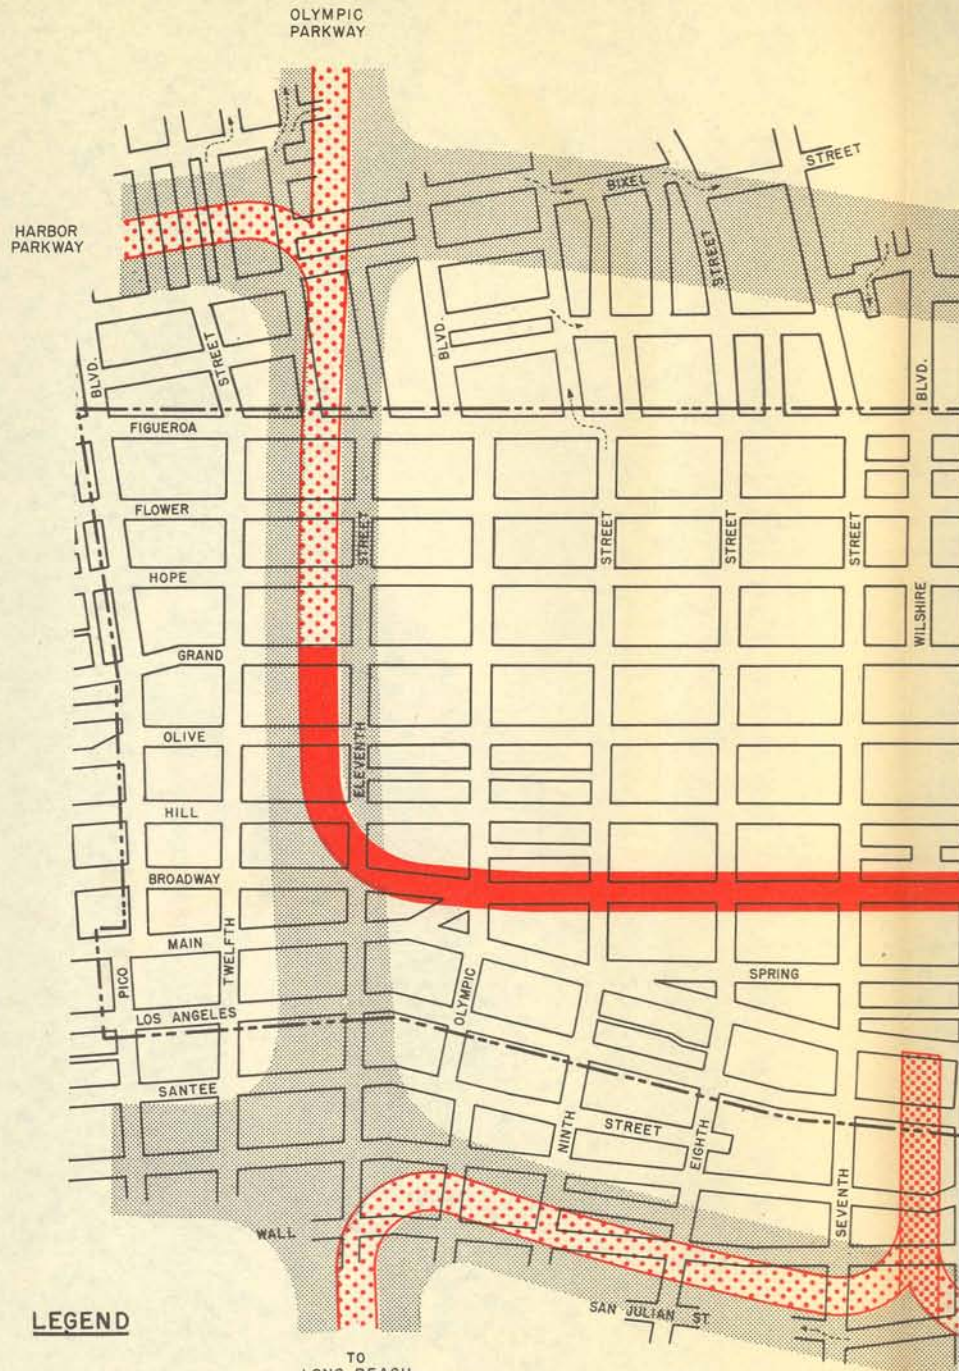 OLYMPIC
PARKWAY
STREET
BIXEL
HARBOR
PARKWAY
STREET
BLVD.
STREET
BLVD.
BLVD.
FIGUEROA
FLOWER
STREET
STREET
STREET
STREET
HOPE
WILSHIRE
GRAND
OLIVE
ELEVENTH
HILL
BROADWAY
MAIN
TWELFTH
PICO
OLYMPIC
SPRING
LOS ANGELES
SANTEE
NINTH
STREET
EIGHTH
SEVENTH
WALL
SAN JULIAN ST.
LEGEND
TO
LONG BEACH